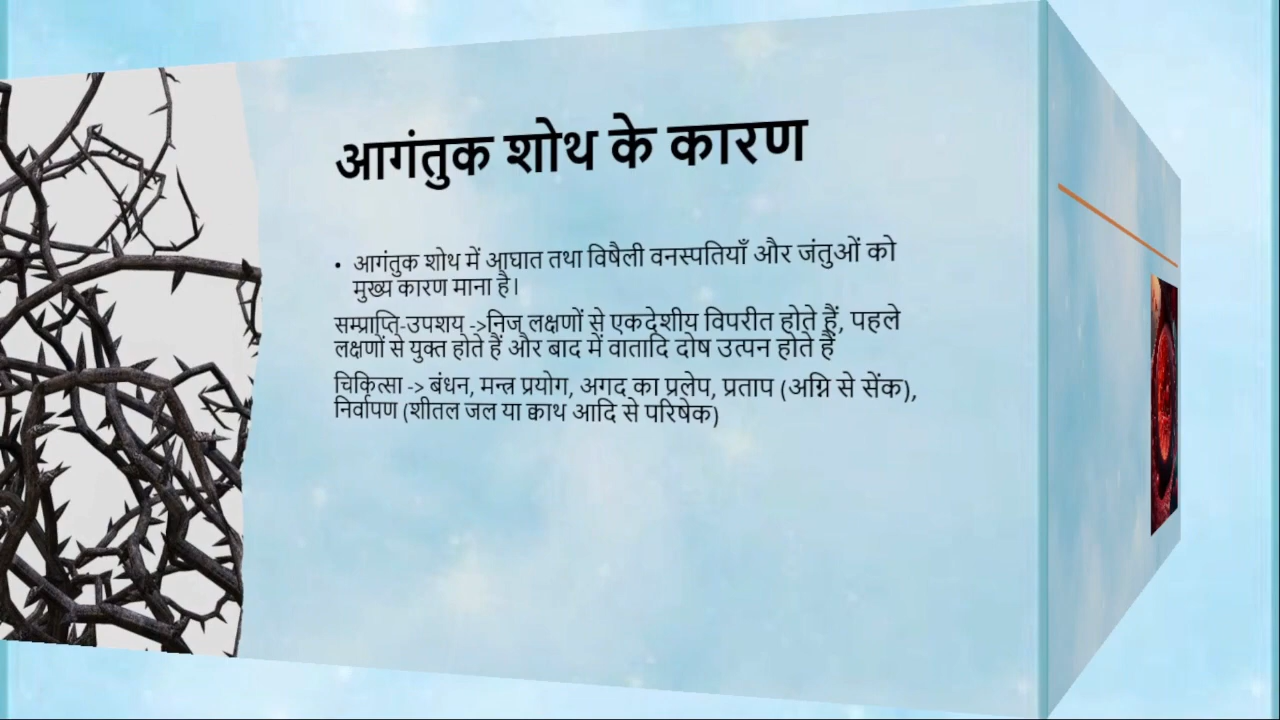 आगंतुक शोथ के कारण
• आगंतुक शोथ में आघात तथा विषैली वनस्पतियाँ और जंतुओं को
मुख्य कारण माना है।
सम्प्राप्ति-उपशय ->निज लक्षणों से एकदेशीय विपरीत होते हैं, पहले
लक्षणों से युक्त होते हैं और बाद में वातादि दोष उत्पन होते हैं
चिकित्सा -> बंधन, मन्त्र प्रयोग, अगद का प्रलेप, प्रताप (अग्नि से सेंक),
निर्वापण (शीतल जल या क्वाथ आदि से परिषेक)